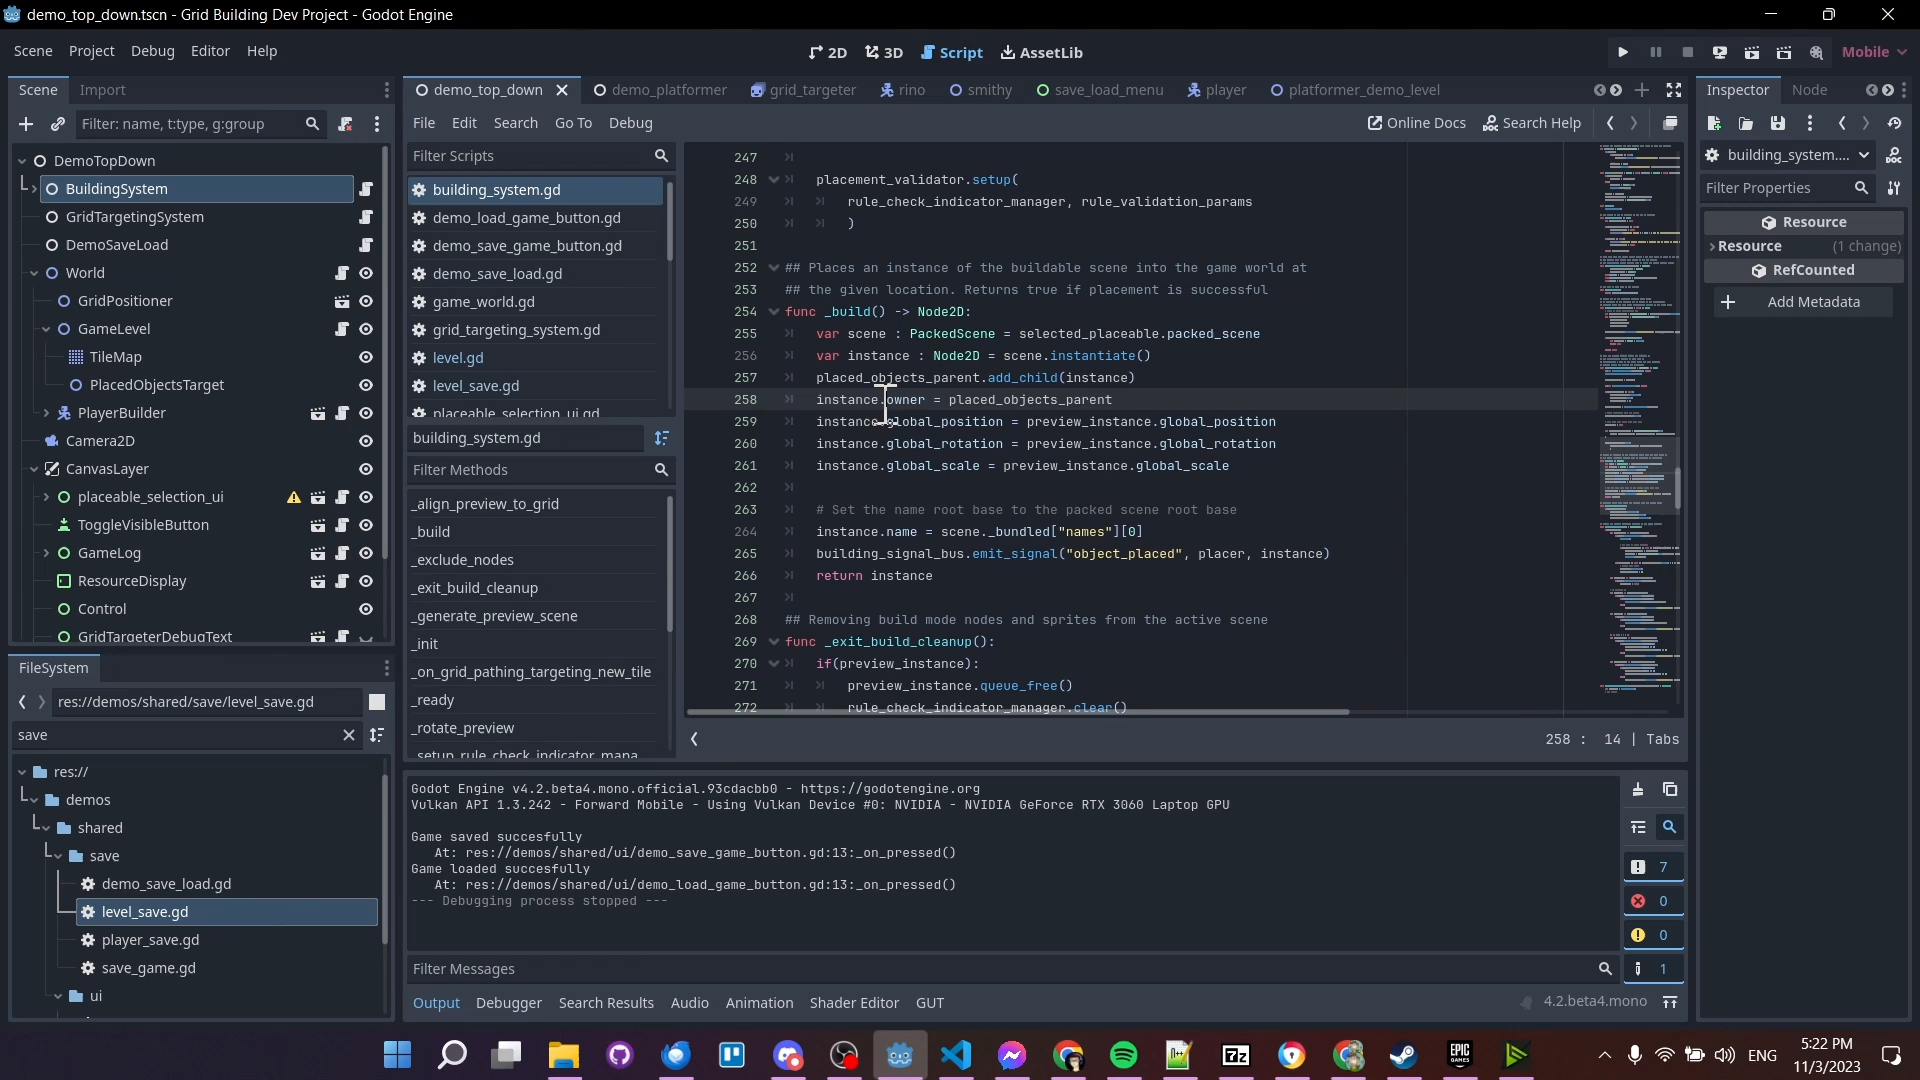 demo_top_down.tscn - Grid Building Dev Project - Godot Engine
Scene Project Debug Editor Help
2D 3D Script AssetLib
Mobile
Scene Import
Filter: name, t:type, g:group
DemoTopDown
BuildingSystem
GridTargetingSystem
DemoSaveLoad
World
GridPositioner
GameLevel
TileMap
PlacedObjectsTarget
PlayerBuilder
Camera2D
CanvasLayer
placeable_selection_ui
ToggleVisibleButton
GameLog
ResourceDisplay
Control
GridTargeterDebugText
FileSystem
res://demos/shared/save/level_save.gd
save
res://
demos
shared
save
demo_save_load.gd
level_save.gd
player_save.gd
save_game.gd
ui
demo_top_down demo_platformer grid_targeter rino smithy save_load_menu player platformer_demo_level
File Edit Search Go To Debug
Online Docs Search Help
Filter Scripts
building_system.gd
demo_load_game_button.gd
demo_save_game_button.gd
demo_save_load.gd
game_world.gd
grid_targeting_system.gd
level.gd
level_save.gd
placeable_selection_ui.gd
building_system.gd
Filter Methods
_align_preview_to_grid
_build
_exclude_nodes
_exit_build_cleanup
_generate_preview_scene
_init
_on_grid_pathing_targeting_new_tile
_ready
_rotate_preview
_setup_rule_check_indicator_mana
247
248 placement_validator.setup(
249 rule_check_indicator_manager, rule_validation_params
250 )
251
252 ## Places an instance of the buildable scene into the game world at
253 ## the given location. Returns true if placement is successful
254 func _build() -> Node2D:
255 var scene : PackedScene = selected_placeable.packed_scene
256 var instance : Node2D = scene.instantiate()
257 placed_objects_parent.add_child(instance)
258 instance.owner = placed_objects_parent
259 instance.global_position = preview_instance.global_position
260 instance.global_rotation = preview_instance.global_rotation
261 instance.global_scale = preview_instance.global_scale
262
263 # Set the name root base to the packed scene root base
264 instance.name = scene._bundled["names"][0]
265 building_signal_bus.emit_signal("object_placed", placer, instance)
266 return instance
267
268 ## Removing build mode nodes and sprites from the active scene
269 func _exit_build_cleanup():
270 if(preview_instance):
271 preview_instance.queue_free()
272 rule_check_indicator_manager.clear()
258 : 14 | Tabs
Godot Engine v4.2.beta4.mono.official.93cdacbb0 - https://godotengine.org
Vulkan API 1.3.242 - Forward Mobile - Using Vulkan Device #0: NVIDIA - NVIDIA GeForce RTX 3060 Laptop GPU
Game saved succesfully
At: res://demos/shared/ui/demo_save_game_button.gd:13:_on_pressed()
Game loaded succesfully
At: res://demos/shared/ui/demo_load_game_button.gd:13:_on_pressed()
--- Debugging process stopped ---
7
0
0
1
Filter Messages
Output Debugger Search Results Audio Animation Shader Editor GUT
4.2.beta4.mono
Inspector Node
building_system....
Filter Properties
Resource
Resource (1 change)
RefCounted
Add Metadata
7z
EPIC GAMES
ENG
5:22 PM
11/3/2023